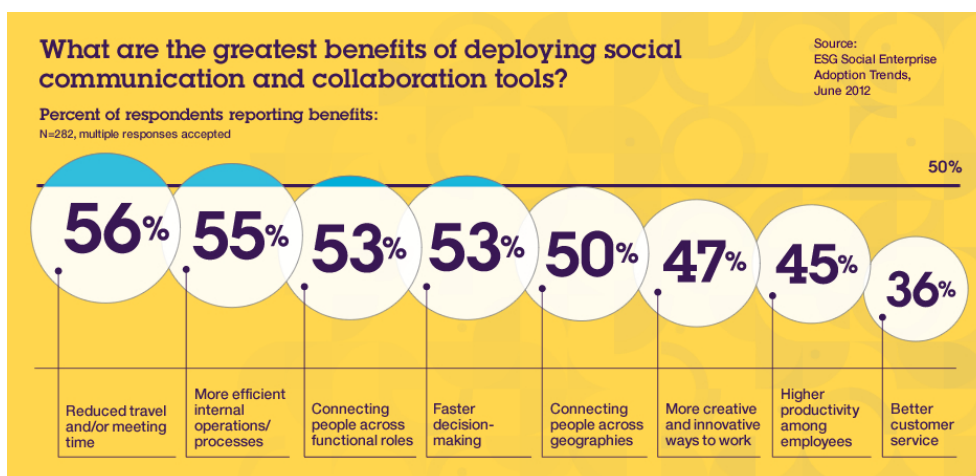 What are the greatest benefits of deploying social
communication and collaboration tools?
Source:
ESG Social Enterprise
Adoption Trends,
June 2012
Percent of respondents reporting benefits:
N=282, multiple responses accepted
50%
56%
55%
53%
53%
50%
47%
45%
36%
Reduced travel
and/or meeting
time
More efficient
internal
operations/
processes
Connecting
people across
functional roles
Faster
decision-
making
Connecting
people across
geographies
More creative
and innovative
ways to work
Higher
productivity
among
employees
Better
customer
service